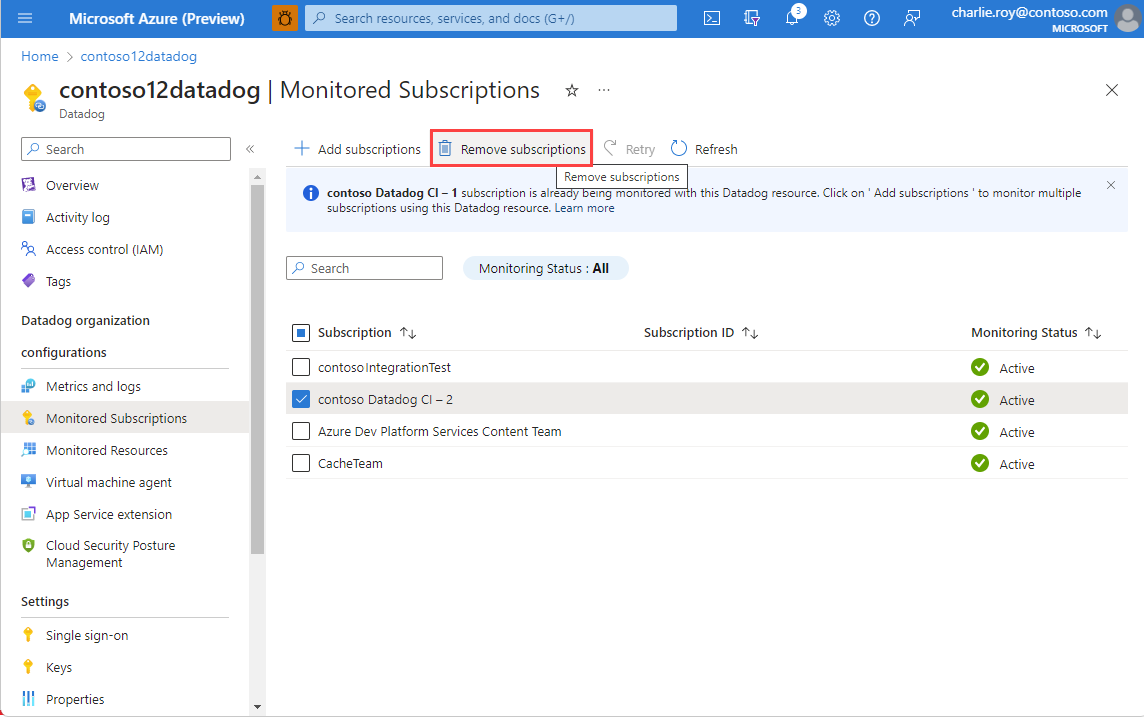 Microsoft Azure (Preview)
Search resources, services, and docs (G+/)
3
charlie.roy@contoso.com
MICROSOFT
Home > contoso12datadog
contoso12datadog | Monitored Subscriptions
Datadog
Search
Add subscriptions
Remove subscriptions
Retry
Refresh
Remove subscriptions
contoso Datadog CI – 1 subscription is already being monitored with this Datadog resource. Click on ' Add subscriptions ' to monitor multiple
subscriptions using this Datadog resource. Learn more
Overview
Activity log
Access control (IAM)
Tags
Datadog organization
configurations
Metrics and logs
Monitored Subscriptions
Monitored Resources
Virtual machine agent
App Service extension
Cloud Security Posture
Management
Settings
Single sign-on
Keys
Properties
Search
Monitoring Status : All
Subscription
Subscription ID
Monitoring Status
contosoIntegrationTest
Active
contoso Datadog CI – 2
Active
Azure Dev Platform Services Content Team
Active
CacheTeam
Active